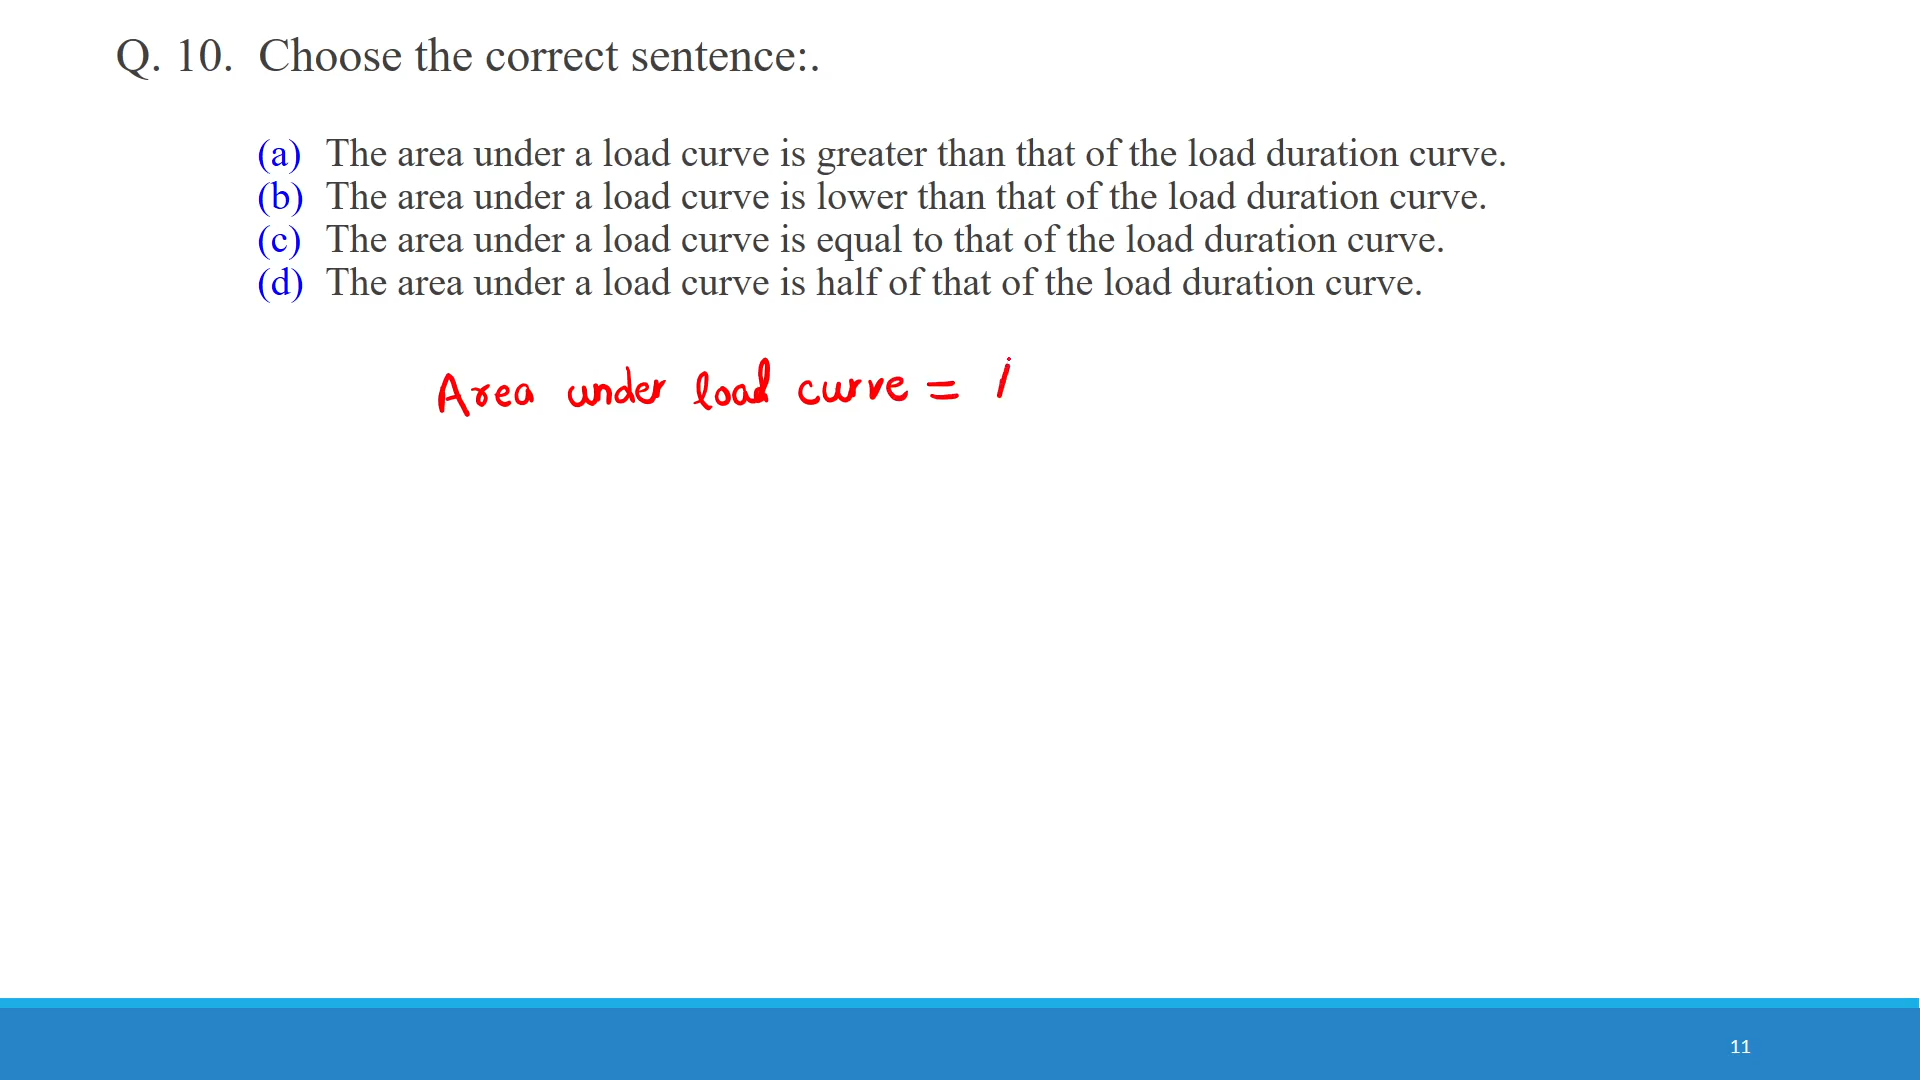 Q. 10. Choose the correct sentence:.
(a) The area under a load curve is greater than that of the load duration curve.
(b) The area under a load curve is lower than that of the load duration curve.
(c) The area under a load curve is equal to that of the load duration curve.
(d) The area under a load curve is half of that of the load duration curve.
Area under load curve =
11